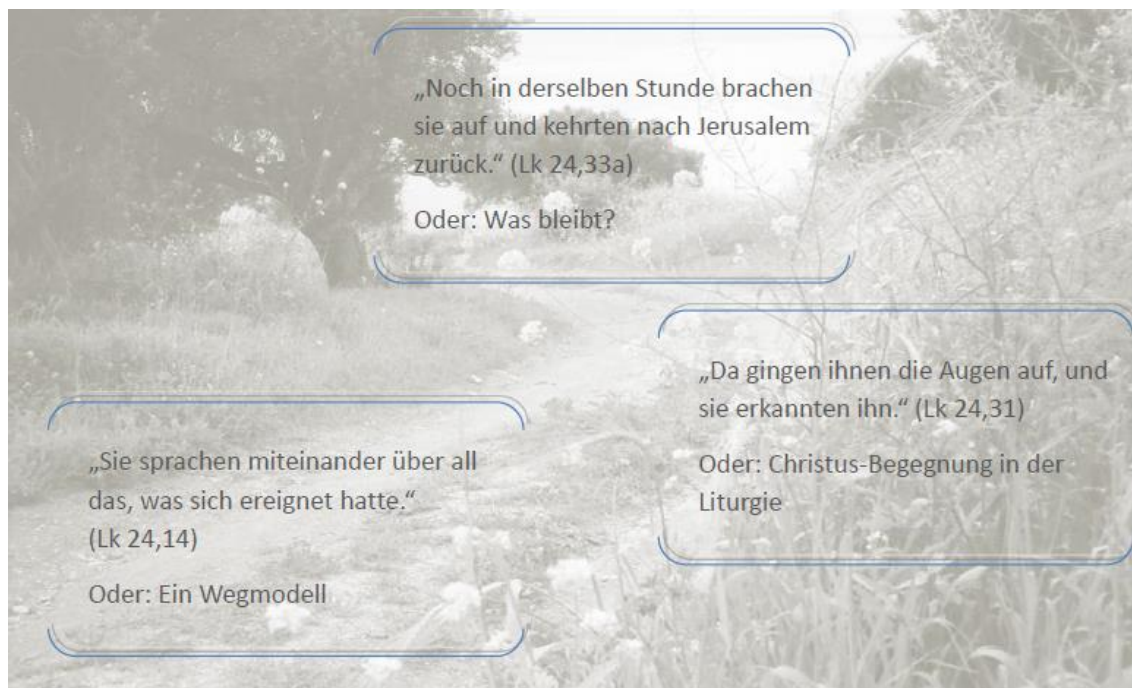 „Noch in derselben Stunde brachen
sie auf und kehrten nach Jerusalem
zurück.“ (Lk 24,33a)
Oder: Was bleibt?
„Da gingen ihnen die Augen auf, und
sie erkannten ihn.“ (Lk 24,31)
Oder: Christus-Begegnung in der
Liturgie
„Sie sprachen miteinander über all
das, was sich ereignet hatte.“
(Lk 24,14)
Oder: Ein Wegmodell